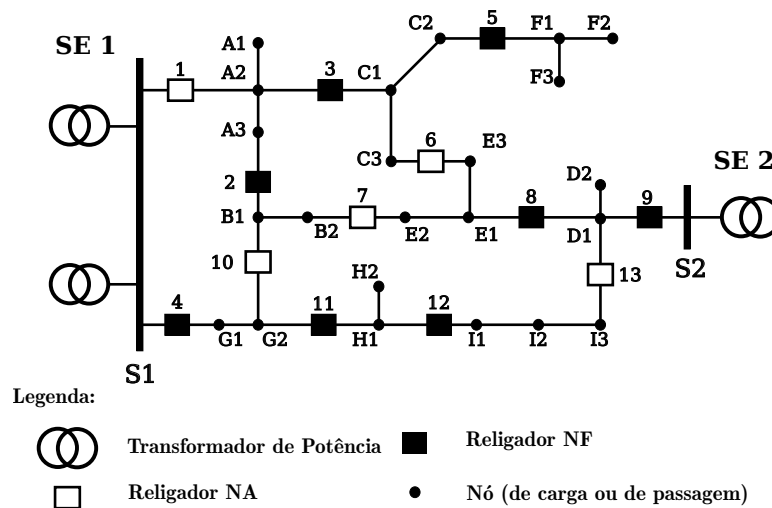 C2
5
F1
F2
SE 1
A1
1
A2
3
C1
F3
A3
6
C3
E3
SE 2
2
7
8
D2
9
B1
B2
E2
E1
D1
10
H2
S2
13
4
11
12
G1
G2
H1
I1
I2
I3
S1
Legenda:
Transformador de Potência
Religador NF
Religador NA
Nó (de carga ou de passagem)